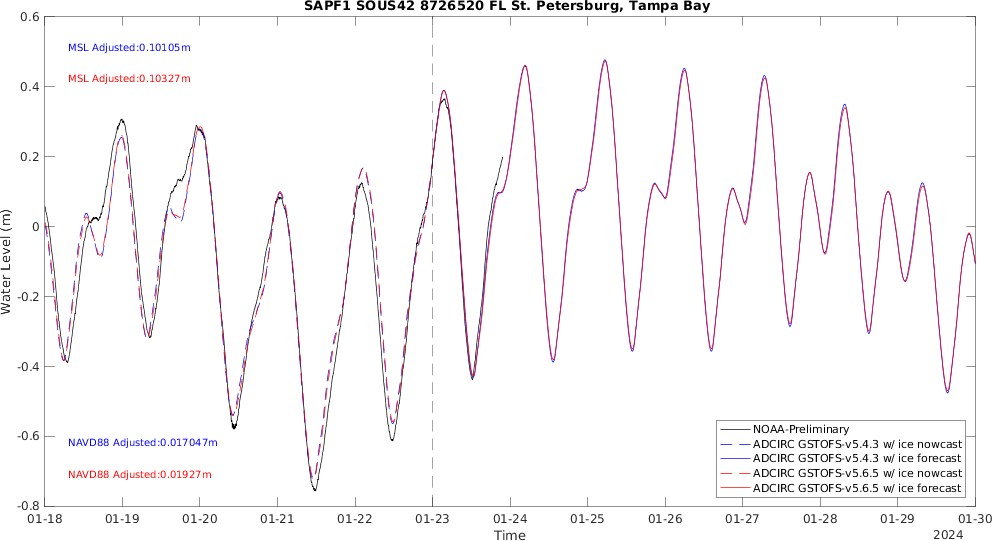 SAPF1 SOUS42 8726520 FL St. Petersburg, Tampa Bay
0.6
0.4
0.2
0
-0.2
-0.4
-0.6
-0.8
Water Level (m)
MSL Adjusted:0.10105m
MSL Adjusted:0.10327m
NAVD88 Adjusted:0.017047m
NAVD88 Adjusted:0.01927m
NOAA-Preliminary
ADCIRC GSTOFS-v5.4.3 w/ ice nowcast
ADCIRC GSTOFS-v5.4.3 w/ ice forecast
ADCIRC GSTOFS-v5.6.5 w/ ice nowcast
ADCIRC GSTOFS-v5.6.5 w/ ice forecast
01-18 01-19 01-20 01-21 01-22 01-23 01-24 01-25 01-26 01-27 01-28 01-29 01-30
Time
2024